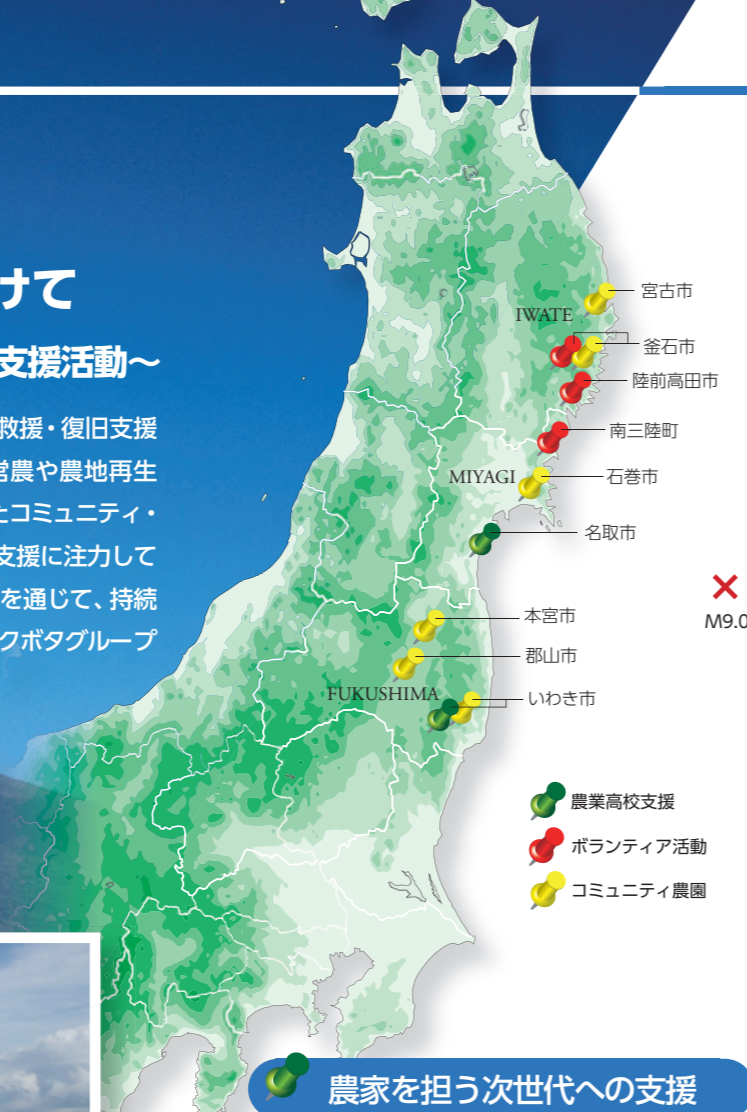 けて
支援活動～
救援・復旧支援
営農や農地再生
たコミュニティ・
支援に注力して
を通じて、持続
クボタグループ
宮古市
IWATE
釜石市
陸前高田市
南三陸町
MIYAGI
石巻市
名取市
M9.0
本宮市
郡山市
FUKUSHIMA
いわき市
農業高校支援
ボランティア活動
コミュニティ農園
農家を担う次世代への支援